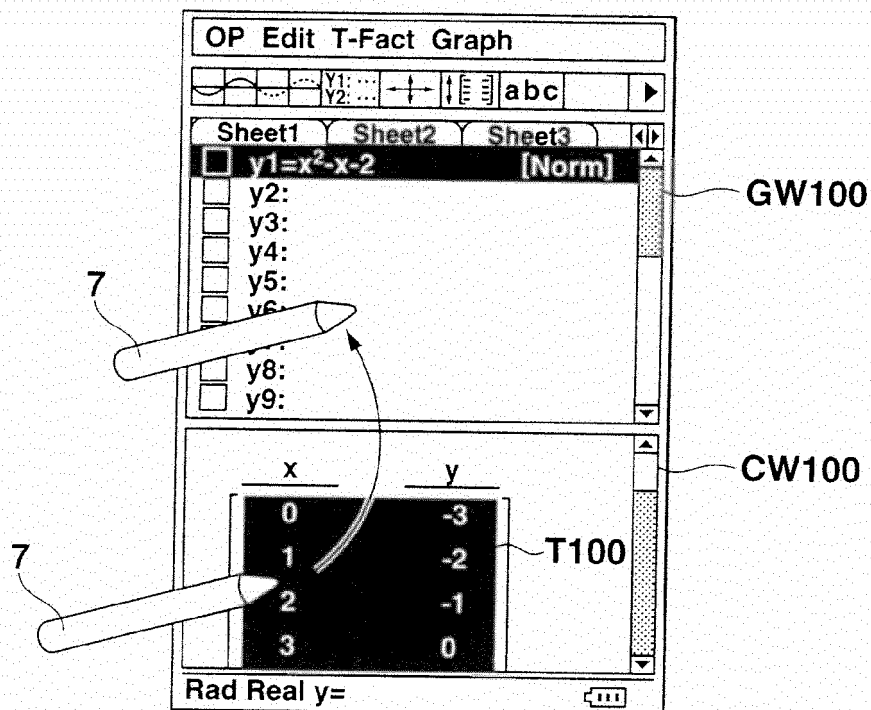 OP Edit T-Fact Graph
Y1: ...
Y2: ...
abc
Sheet1 Sheet2 Sheet3
y1=x²-x-2 [Norm]
GW100
y2:
y3:
y4:
y5:
7
y6:
y8:
y9:
x y
CW100
0 -3
1 -2
T100
7
2 -1
3 0
Rad Real y=